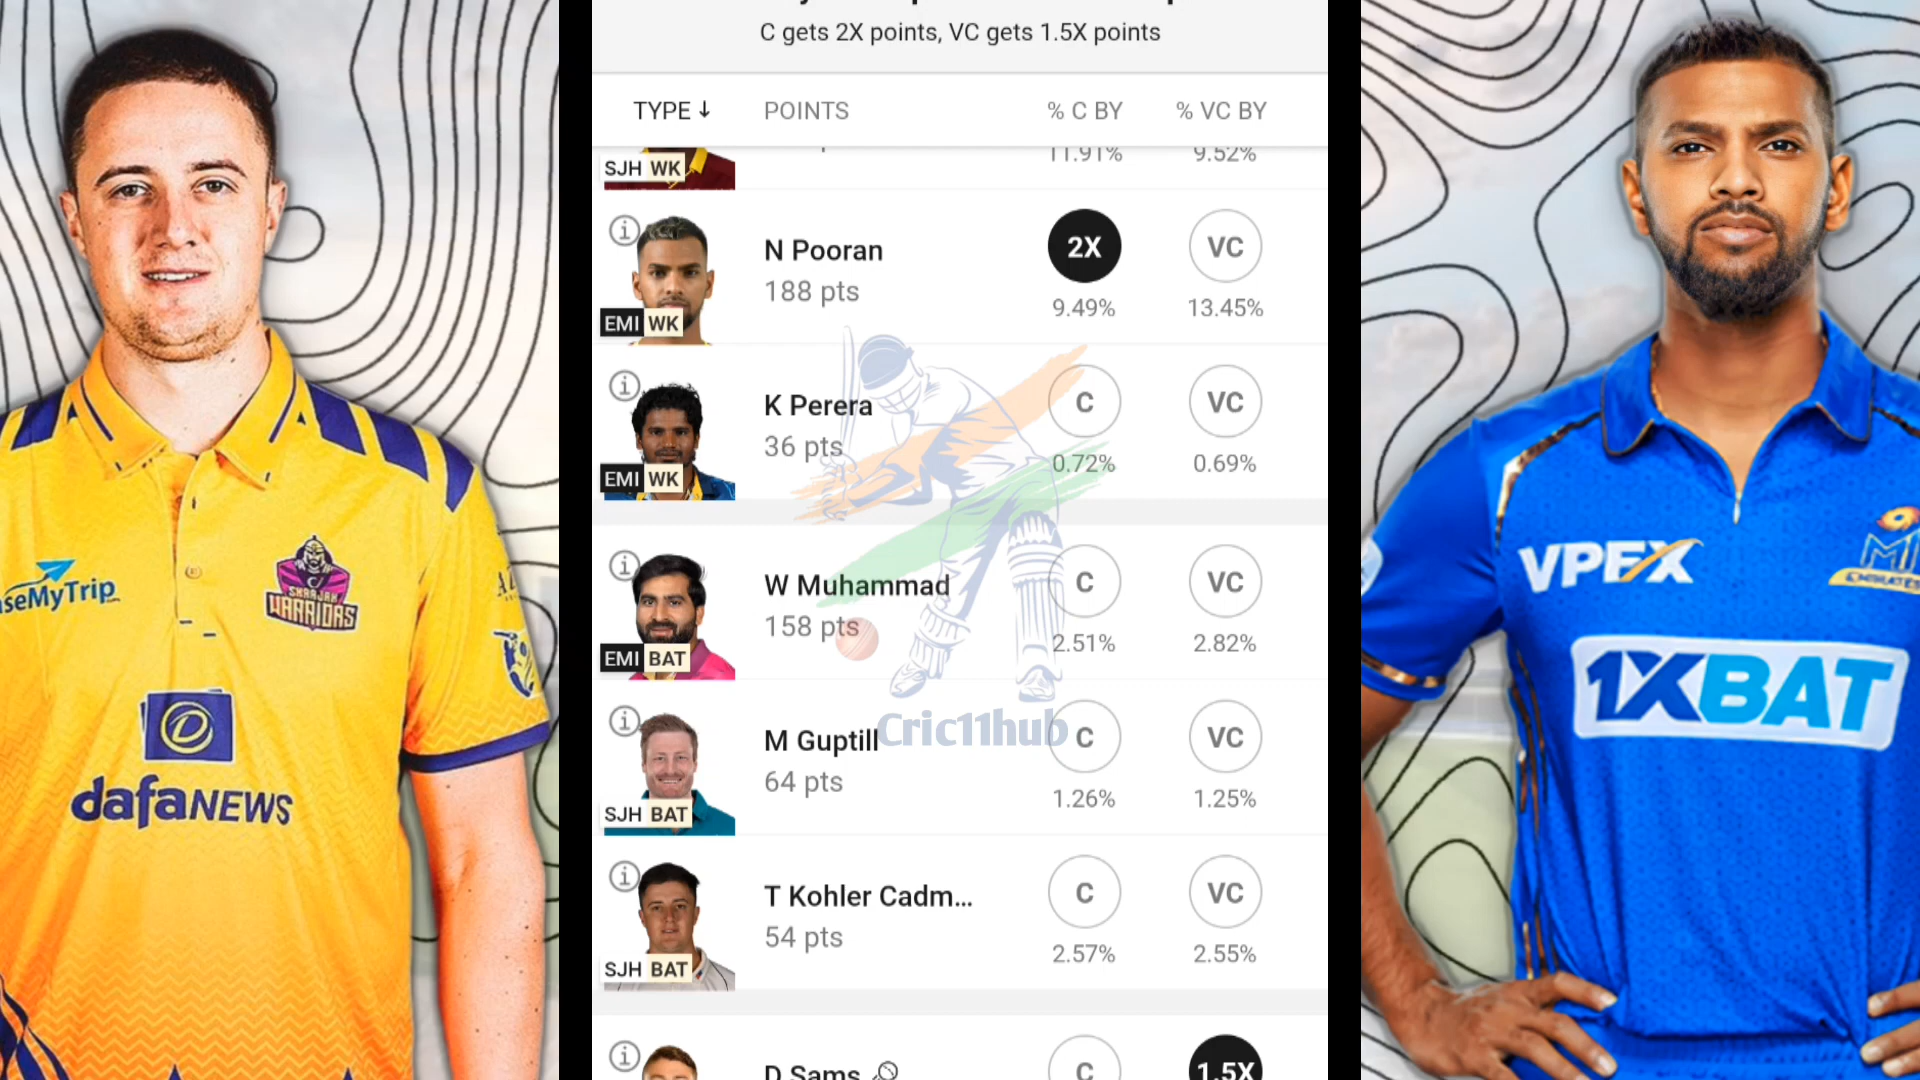 C gets 2X points, VC gets 1.5X points
TYPE↓ POINTS % C BY % VC BY
SJH WK 11.91% 9.52%
N Pooran 2X VC
188 pts
EMI WK 9.49% 13.45%
K Perera C VC
36 pts
EMI WK 0.72% 0.69%
W Muhammad C VC
158 pts
EMI BAT 2.51% 2.82%
M Guptill C VC
64 pts
SJH BAT 1.26% 1.25%
T Kohler Cadm... C VC
54 pts
SJH BAT 2.57% 2.55%
D Sams C 1.5X
Cric11hub
seMyTrip
SHARJAH
WARRIORS
dafaNEWS
VPFX
MI
EMIRATES
1XBAT